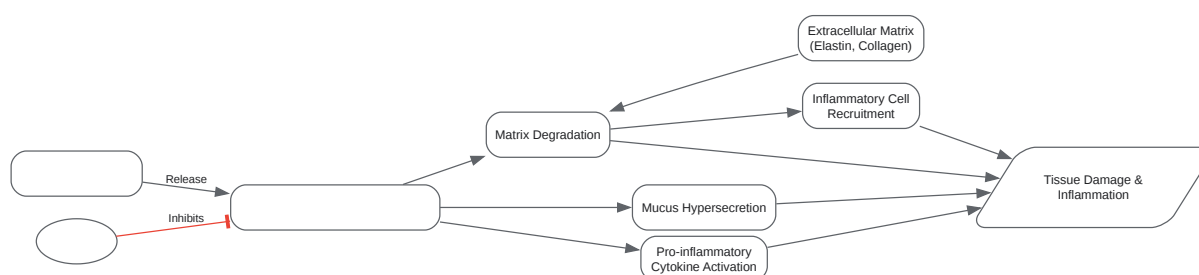 Extracellular Matrix
(Elastin, Collagen)
Inflammatory Cell
Recruitment
Matrix Degradation
Release
Inhibits
Mucus Hypersecretion
Pro-inflammatory
Cytokine Activation
Tissue Damage &
Inflammation